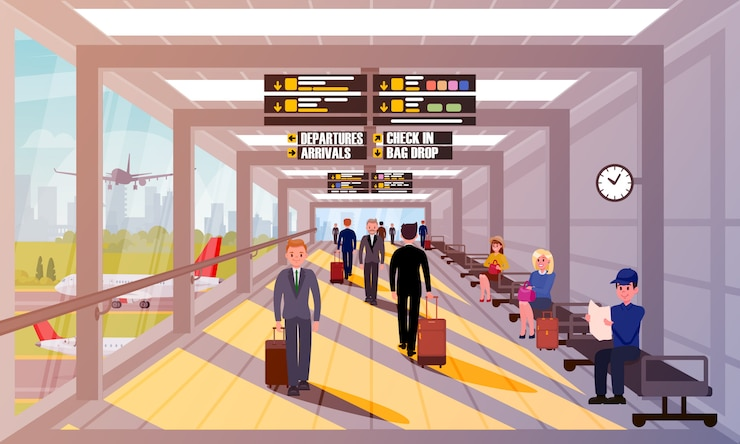 DEPARTURES
ARRIVALS
CHECK IN
BAG DROP